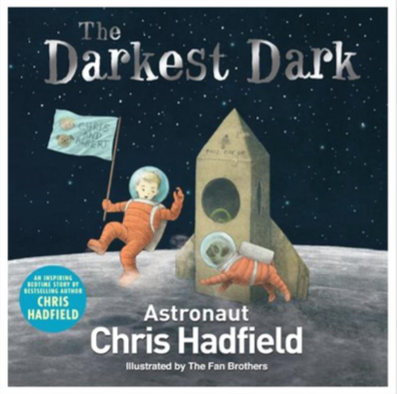 The
Darkest Dark
CHRIS
AND
ALBERT
AN INSPIRING
BEDTIME STORY BY
BESTSELLING AUTHOR
CHRIS
HADFIELD
Astronaut
Chris Hadfield
Illustrated by The Fan Brothers